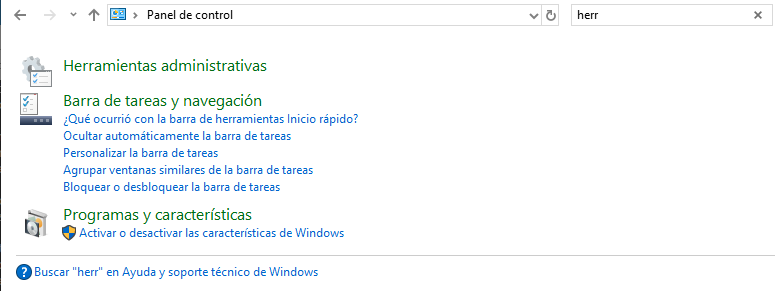 Panel de control
herr
Herramientas administrativas
Barra de tareas y navegación
¿Qué ocurrió con la barra de herramientas Inicio rápido?
Ocultar automáticamente la barra de tareas
Personalizar la barra de tareas
Agrupar ventanas similares de la barra de tareas
Bloquear o desbloquear la barra de tareas
Programas y características
Activar o desactivar las características de Windows
Buscar "herr" en Ayuda y soporte técnico de Windows